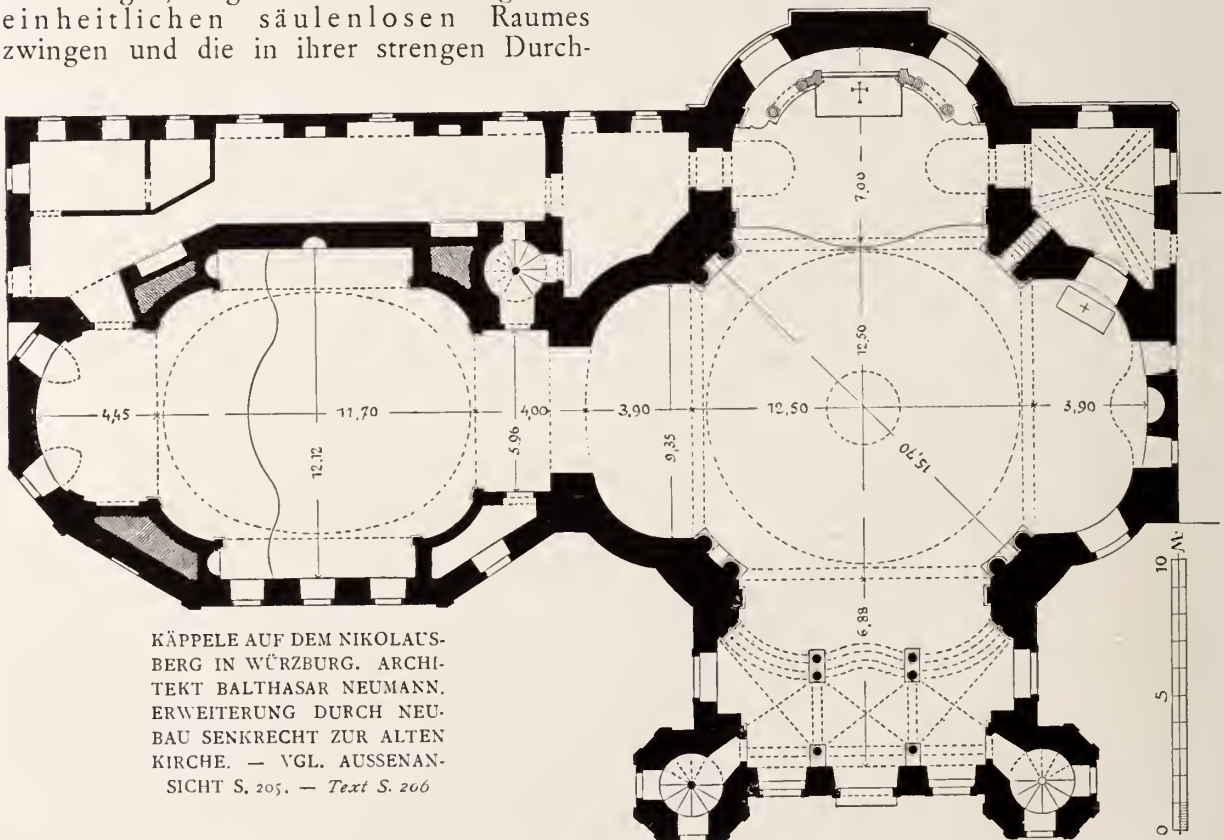 einheitlichen säulenlosen Raumes
zwingen und die in ihrer strengen Durch-
7,00
12,50
4,45
11,70
4,00
3,90
12,50
3,90
12,12
5,96
9,35
15,70
6,88
KÄPPELE AUF DEM NIKOLAUS-
BERG IN WÜRZBURG. ARCHI-
TEKT BALTHASAR NEUMANN.
ERWEITERUNG DURCH NEU-
BAU SENKRECHT ZUR ALTEN
KIRCHE. — VGL. AUSSENAN-
SICHT S. 205. — Text S. 206
10 M.
5
0